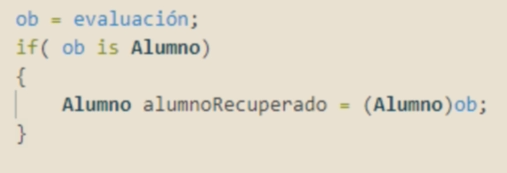 ob = evaluación;
if( ob is Alumno)
{
    Alumno alumnoRecuperado = (Alumno)ob;
}